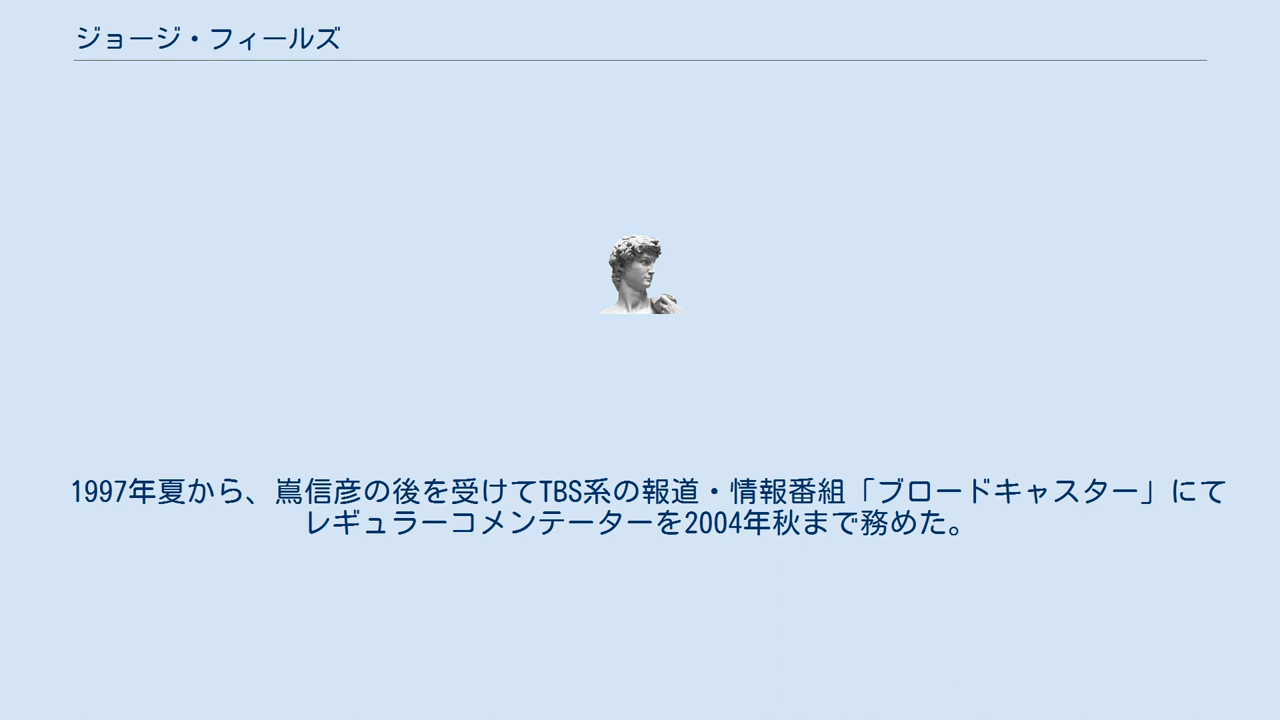 ジョージ・フィールズ
1997年夏から、嶌信彦の後を受けてTBS系の報道・情報番組「ブロードキャスター」にて
レギュラーコメンテーターを2004年秋まで務めた。